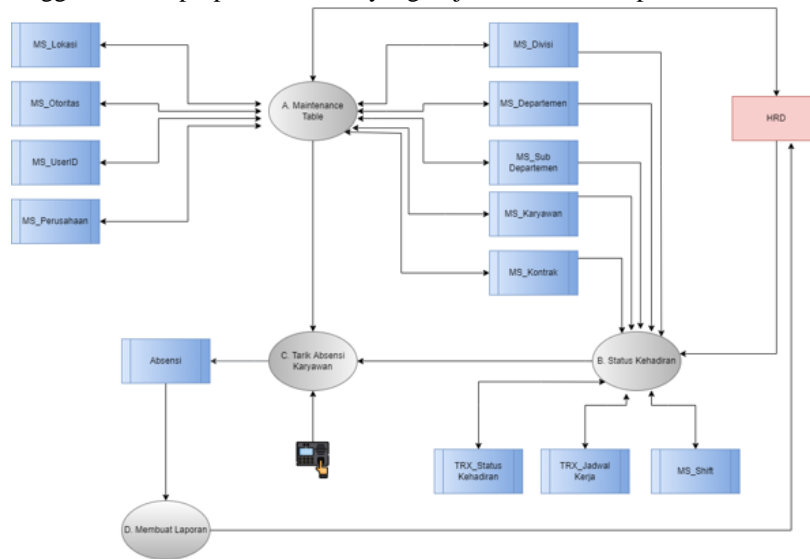 MS_Lokasi
MS_Divisi
MS_Otoritas
A. Maintenance
Table
MS_Departemen
HRD
MS_UserID
MS_Sub
Departemen
MS_Perusahaan
MS_Karyawan
MS_Kontrak
Absensi
C. Tarik Absensi
Karyawan
B. Status Kehadiran
TRX_Status
Kehadiran
TRX_Jadwal
Kerja
MS_Shift
D. Membuat Laporan